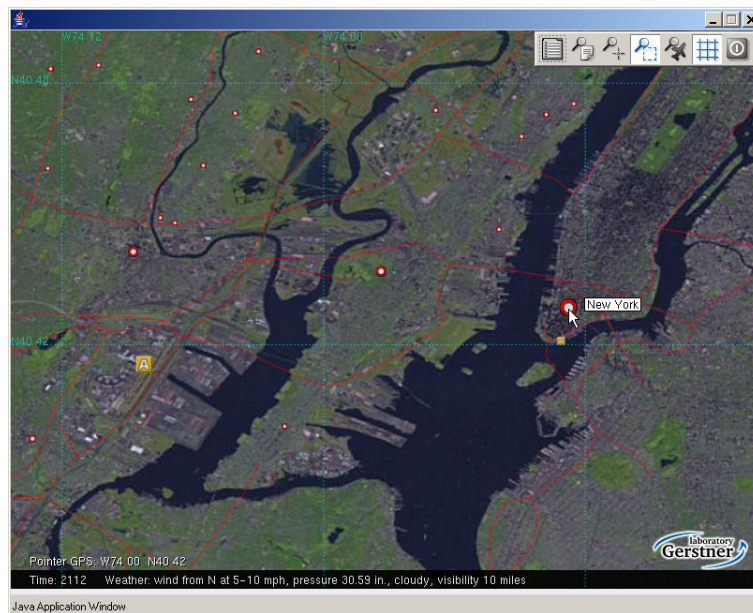 W74 12
W74 06
N40 48
New York
N40 42
A
Pointer GPS: W74 00 N40 42
laboratory
Gerstner
Time: 2112 Weather: wind from N at 5-10 mph, pressure 30.59 in., cloudy, visibility 10 miles
Java Application Window